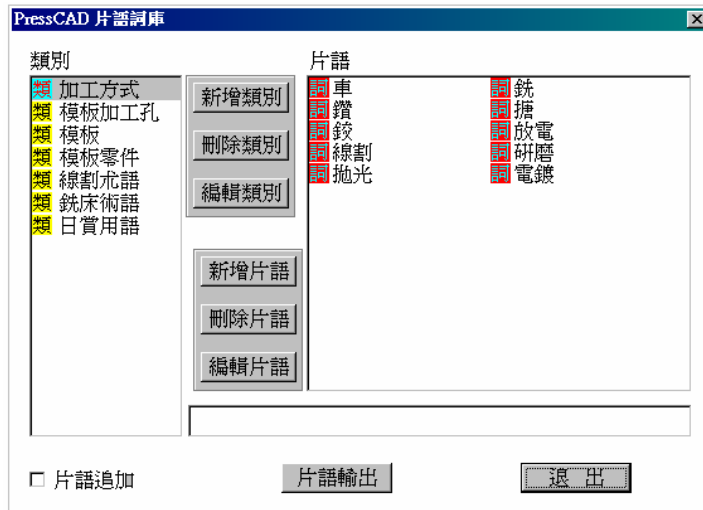 PressCAD 片語詞庫
類別
類 加工方式
類 模板加工孔
類 模板
類 模板零件
類 線割朮語
類 銑床術語
類 日賞用語
新增類別
刪除類別
編輯類別
新增片語
刪除片語
編輯片語
片語
詞 車
詞 銑
詞 鑽
詞 搪
詞 鉸
詞 放電
詞 線割
詞 研磨
詞 拋光
詞 電鍍
片語追加
片語輸出
退 出